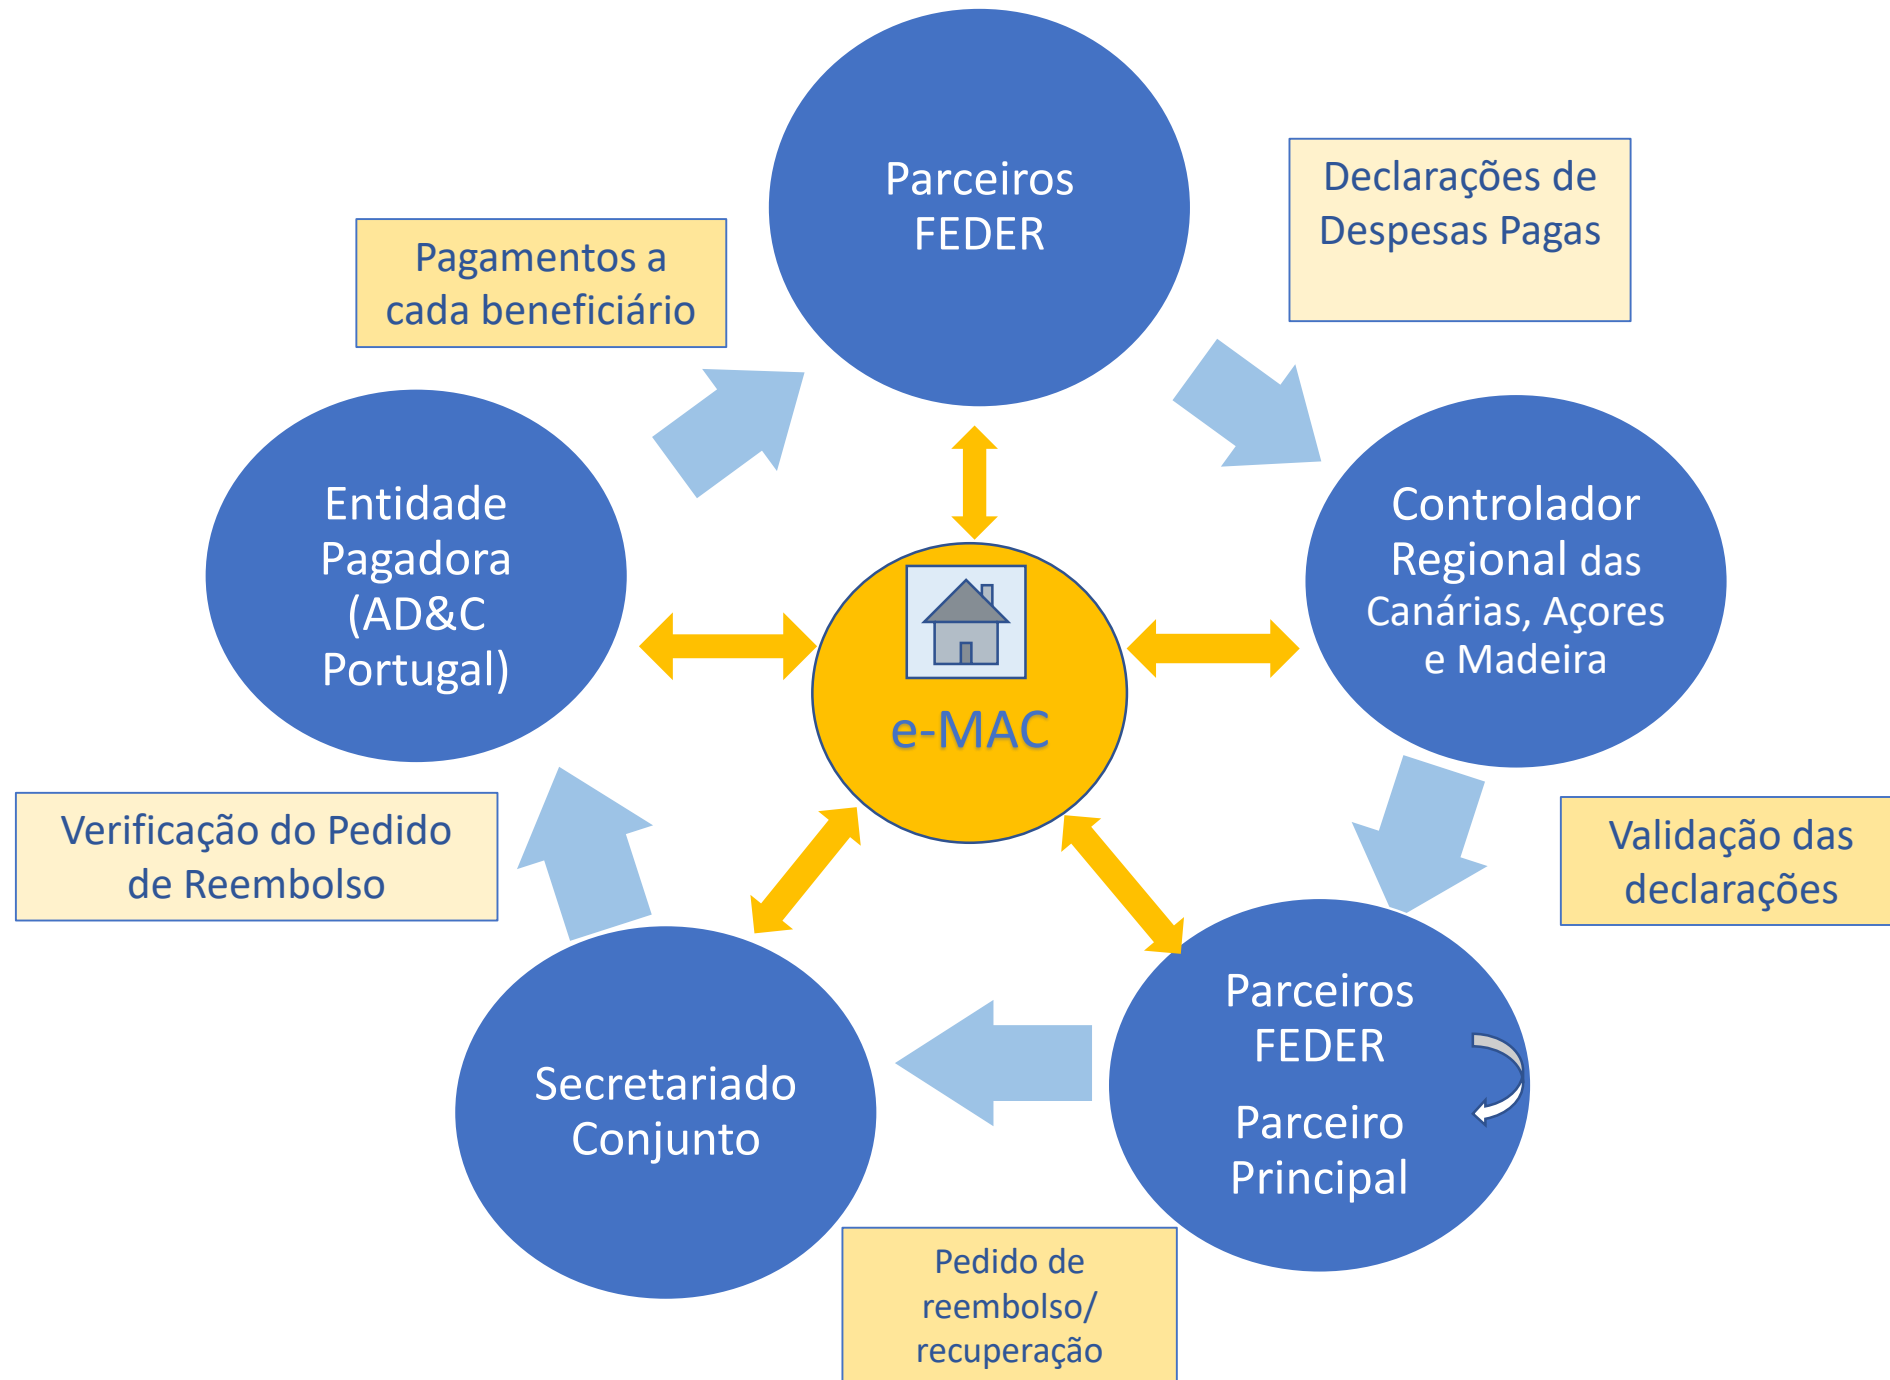 Parceiros
FEDER
Declarações de
Despesas Pagas
Pagamentos a
cada beneficiário
Entidade
Pagadora
(AD&C
Portugal)
Controlador
Regional das
Canárias, Açores
e Madeira
e-MAC
Verificação do Pedido
de Reembolso
Validação das
declarações
Parceiros
FEDER
Parceiro
Principal
Secretariado
Conjunto
Pedido de
reembolso/
recuperação